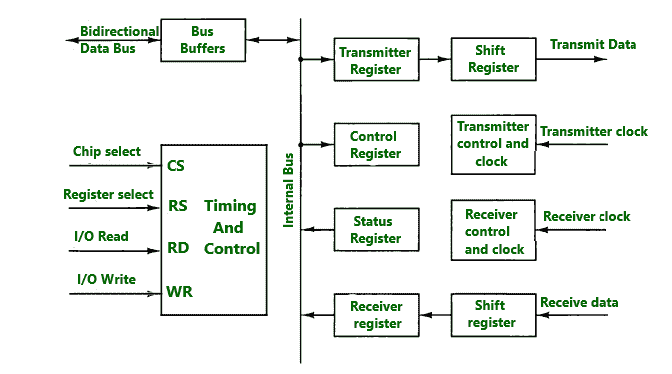 Bidirectional
Data Bus
Bus
Buffers
Transmitter
Register
Shift
Register
Transmit Data
Control
Register
Transmitter
control and
clock
Transmitter clock
Chip select
CS
Register select
RS
I/O Read
RD
I/O Write
WR
Timing
And
Control
Internal Bus
Status
Register
Receiver
control
and clock
Receiver clock
Receiver
register
Shift
register
Receive data